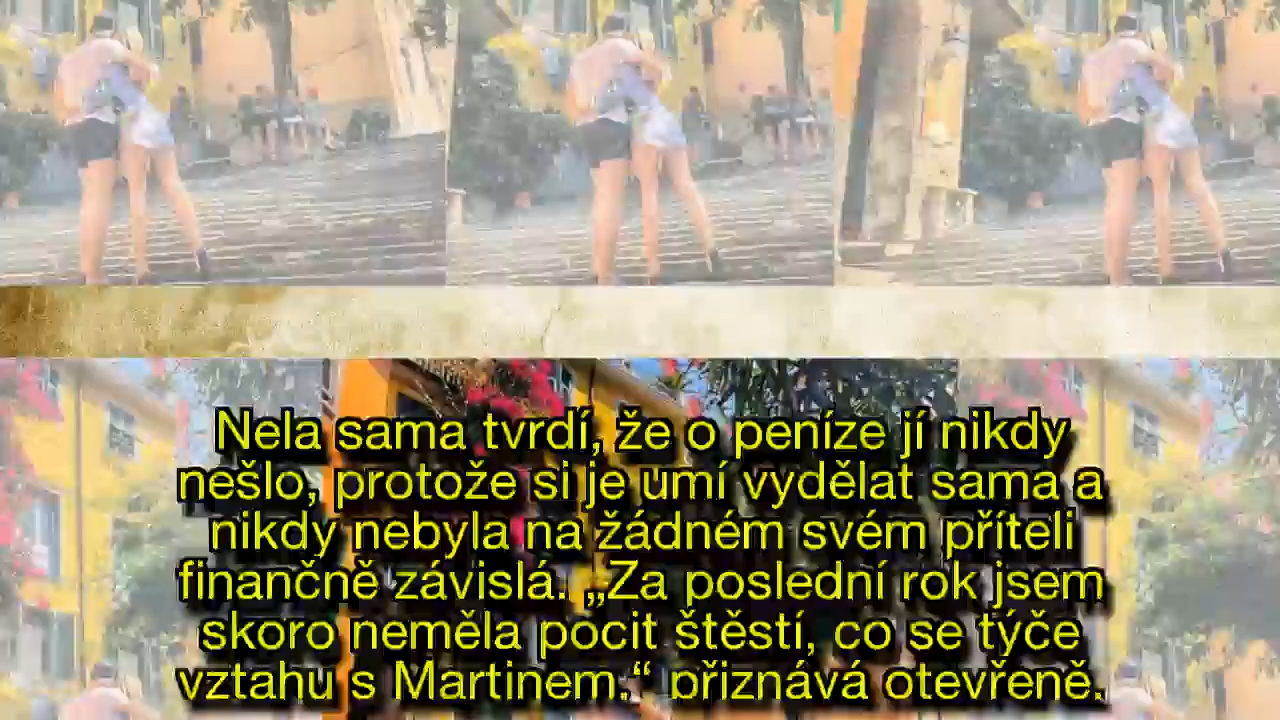 Nela sama tvrdí, že o peníze jí nikdy
nešlo, protože si je umí vydělat sama a
nikdy nebyla na žádném svém příteli
finančně závislá. „Za poslední rok jsem
skoro neměla pocit štěstí, co se týče
vztahu s Martinem,“ přiznává otevřeně.